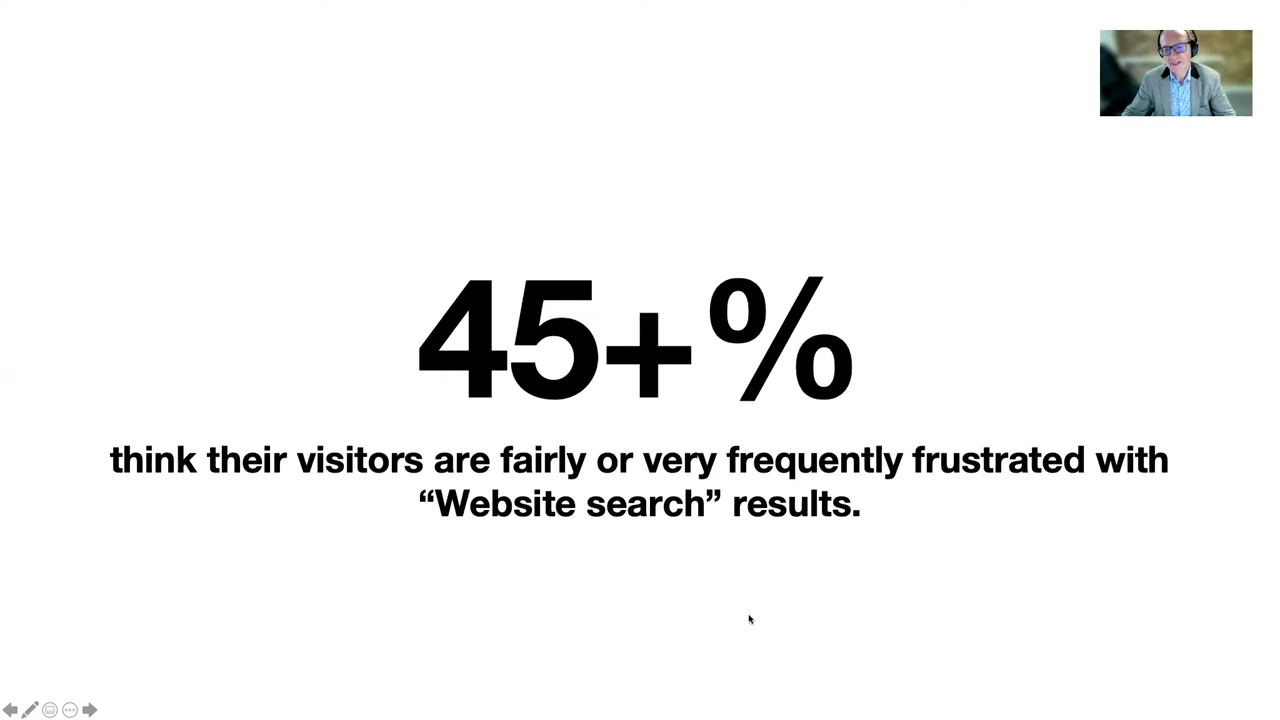 45+%
think their visitors are fairly or very frequently frustrated with
“Website search” results.